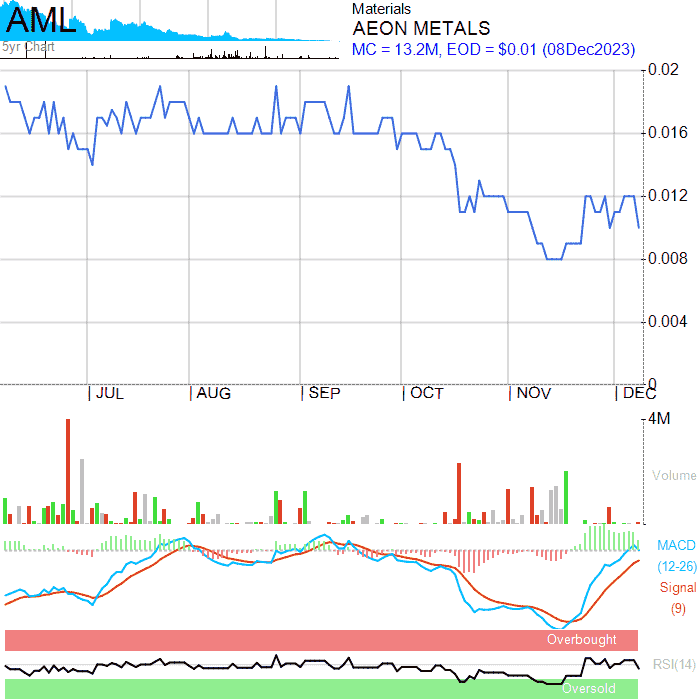 AML
5yr Chart
Materials
AEON METALS
MC = 13.2M, EOD = $0.01 (08Dec2023)
0.02
0.016
0.012
0.008
0.004
0
JUL AUG SEP OCT NOV DEC
4M
Volume
MACD
(12-26)
Signal
(9)
Overbought
RSI(14)
Oversold